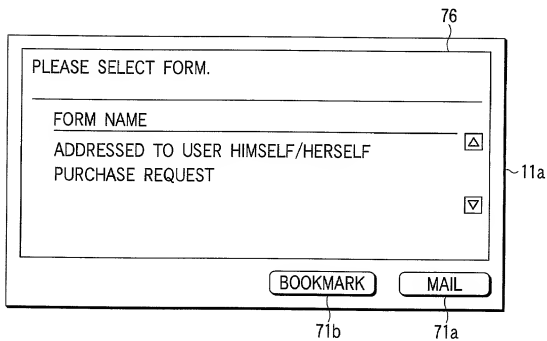 76
PLEASE SELECT FORM.
FORM NAME
ADDRESSED TO USER HIMSELF/HERSELF
PURCHASE REQUEST
11a
BOOKMARK
MAIL
71b
71a